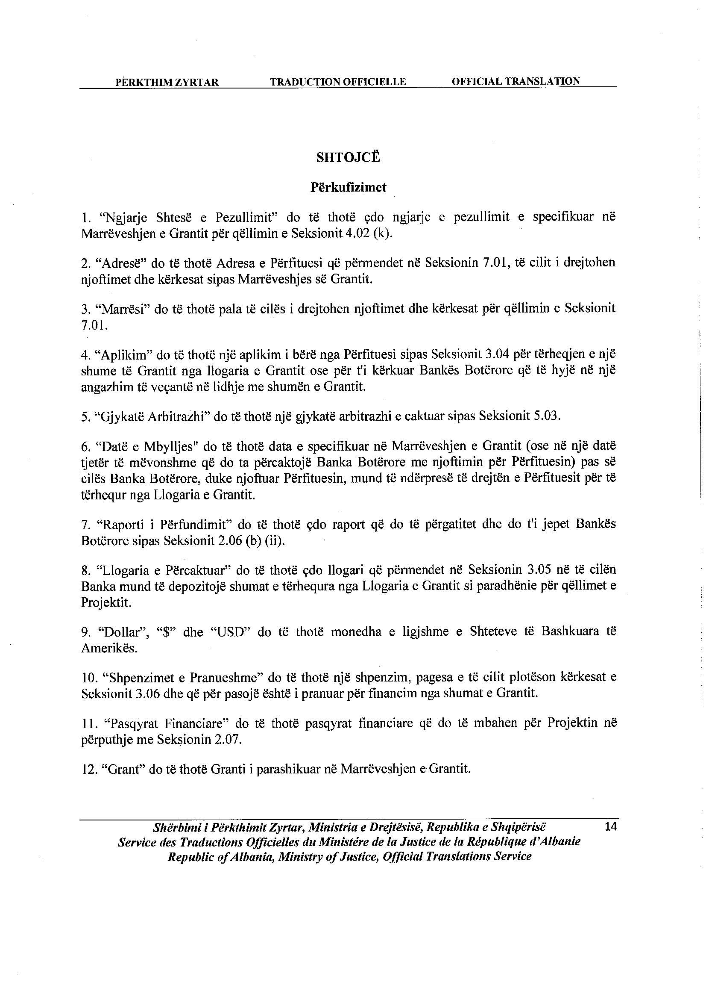 PËRKTHIM ZYRTAR TRADUCTION OFFICIELLE OFFICIAL TRANSLATION
SHTOJCË
Përkufizimet
1. “Ngjarje Shtesë e Pezullimit” do të thotë çdo ngjarje e pezullimit e specifikuar në
Marrëveshjen e Grantit për qëllimin e Seksionit 4.02 (k).
2. “Adresë” do të thotë Adresa e Përfituesi që përmendet në Seksionin 7.01, të cilit i drejtohen
njoftimet dhe kërkesat sipas Marrëveshjes së Grantit.
3. “Marrësi” do të thotë pala të cilës i drejtohen njoftimet dhe kërkesat për qëllimin e Seksionit
7.01.
4. “Aplikim” do të thotë një aplikim i bërë nga Përfituesi sipas Seksionit 3.04 për tërheqjen e një
shume të Grantit nga llogaria e Grantit ose për t'i kërkuar Bankës Botërore që të hyjë në një
angazhim të veçantë në lidhje me shumën e Grantit.
5. “Gjykatë Arbitrazhi” do të thotë një gjykatë arbitrazhi e caktuar sipas Seksionit 5.03.
6. “Datë e Mbylljes" do të thotë data e specifikuar në Marrëveshjen e Grantit (ose në një datë
tjetër të mëvonshme që do ta përcaktojë Banka Botërore me njoftimin për Përfituesin) pas së
cilës Banka Botërore, duke njoftuar Përfituesin, mund të ndërpresë të drejtën e Përfituesit për të
tërhequr nga Llogaria e Grantit.
7. “Raporti i Përfundimit” do të thotë çdo raport që do të përgatitet dhe do t'i jepet Bankës
Botërore sipas Seksionit 2.06 (b) (ii).
8. “Llogaria e Përcaktuar” do të thotë çdo llogari që përmendet në Seksionin 3.05 në të cilën
Banka mund të depozitojë shumat e tërhequra nga Llogaria e Grantit si paradhënie për qëllimet e
Projektit.
9. “Dollar”, “$” dhe “USD” do të thotë monedha e ligjshme e Shteteve të Bashkuara të
Amerikës.
10. “Shpenzimet e Pranueshme” do të thotë një shpenzim, pagesa e të cilit plotëson kërkesat e
Seksionit 3.06 dhe që për pasojë është i pranuar për financim nga shumat e Grantit.
11. “Pasqyrat Financiare” do të thotë pasqyrat financiare që do të mbahen për Projektin në
përputhje me Seksionin 2.07.
12. “Grant” do të thotë Granti i parashikuar në Marrëveshjen e Grantit.
Shërbimi i Përkthimit Zyrtar, Ministria e Drejtësisë, Republika e Shqipërisë 14
Service des Traductions Officielles du Ministére de la Justice de la République d’Albanie
Republic of Albania, Ministry of Justice, Official Translations Service